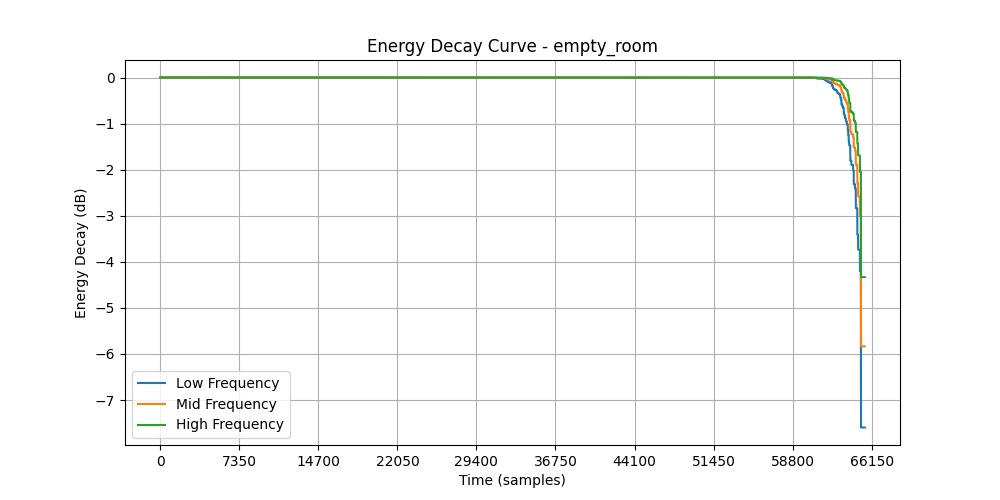 Energy Decay Curve - empty_room
Energy Decay (dB)
0
−1
−2
−3
−4
−5
−6
−7
Low Frequency
Mid Frequency
High Frequency
0 7350 14700 22050 29400 36750 44100 51450 58800 66150
Time (samples)